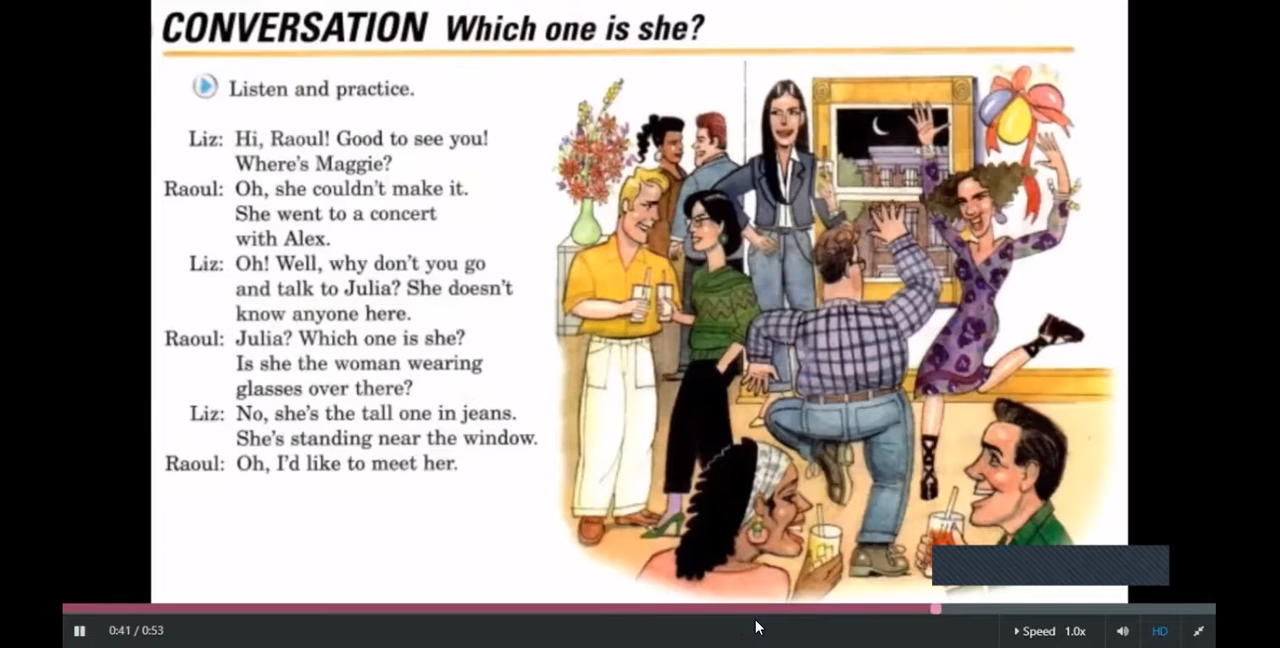 CONVERSATION Which one is she?
Listen and practice.
Liz: Hi, Raoul! Good to see you!
Where's Maggie?
Raoul: Oh, she couldn't make it.
She went to a concert
with Alex.
Liz: Oh! Well, why don't you go
and talk to Julia? She doesn't
know anyone here.
Raoul: Julia? Which one is she?
Is she the woman wearing
glasses over there?
Liz: No, she's the tall one in jeans.
She's standing near the window.
Raoul: Oh, I'd like to meet her.
0:41 / 0:53
Speed 1.0x
HD